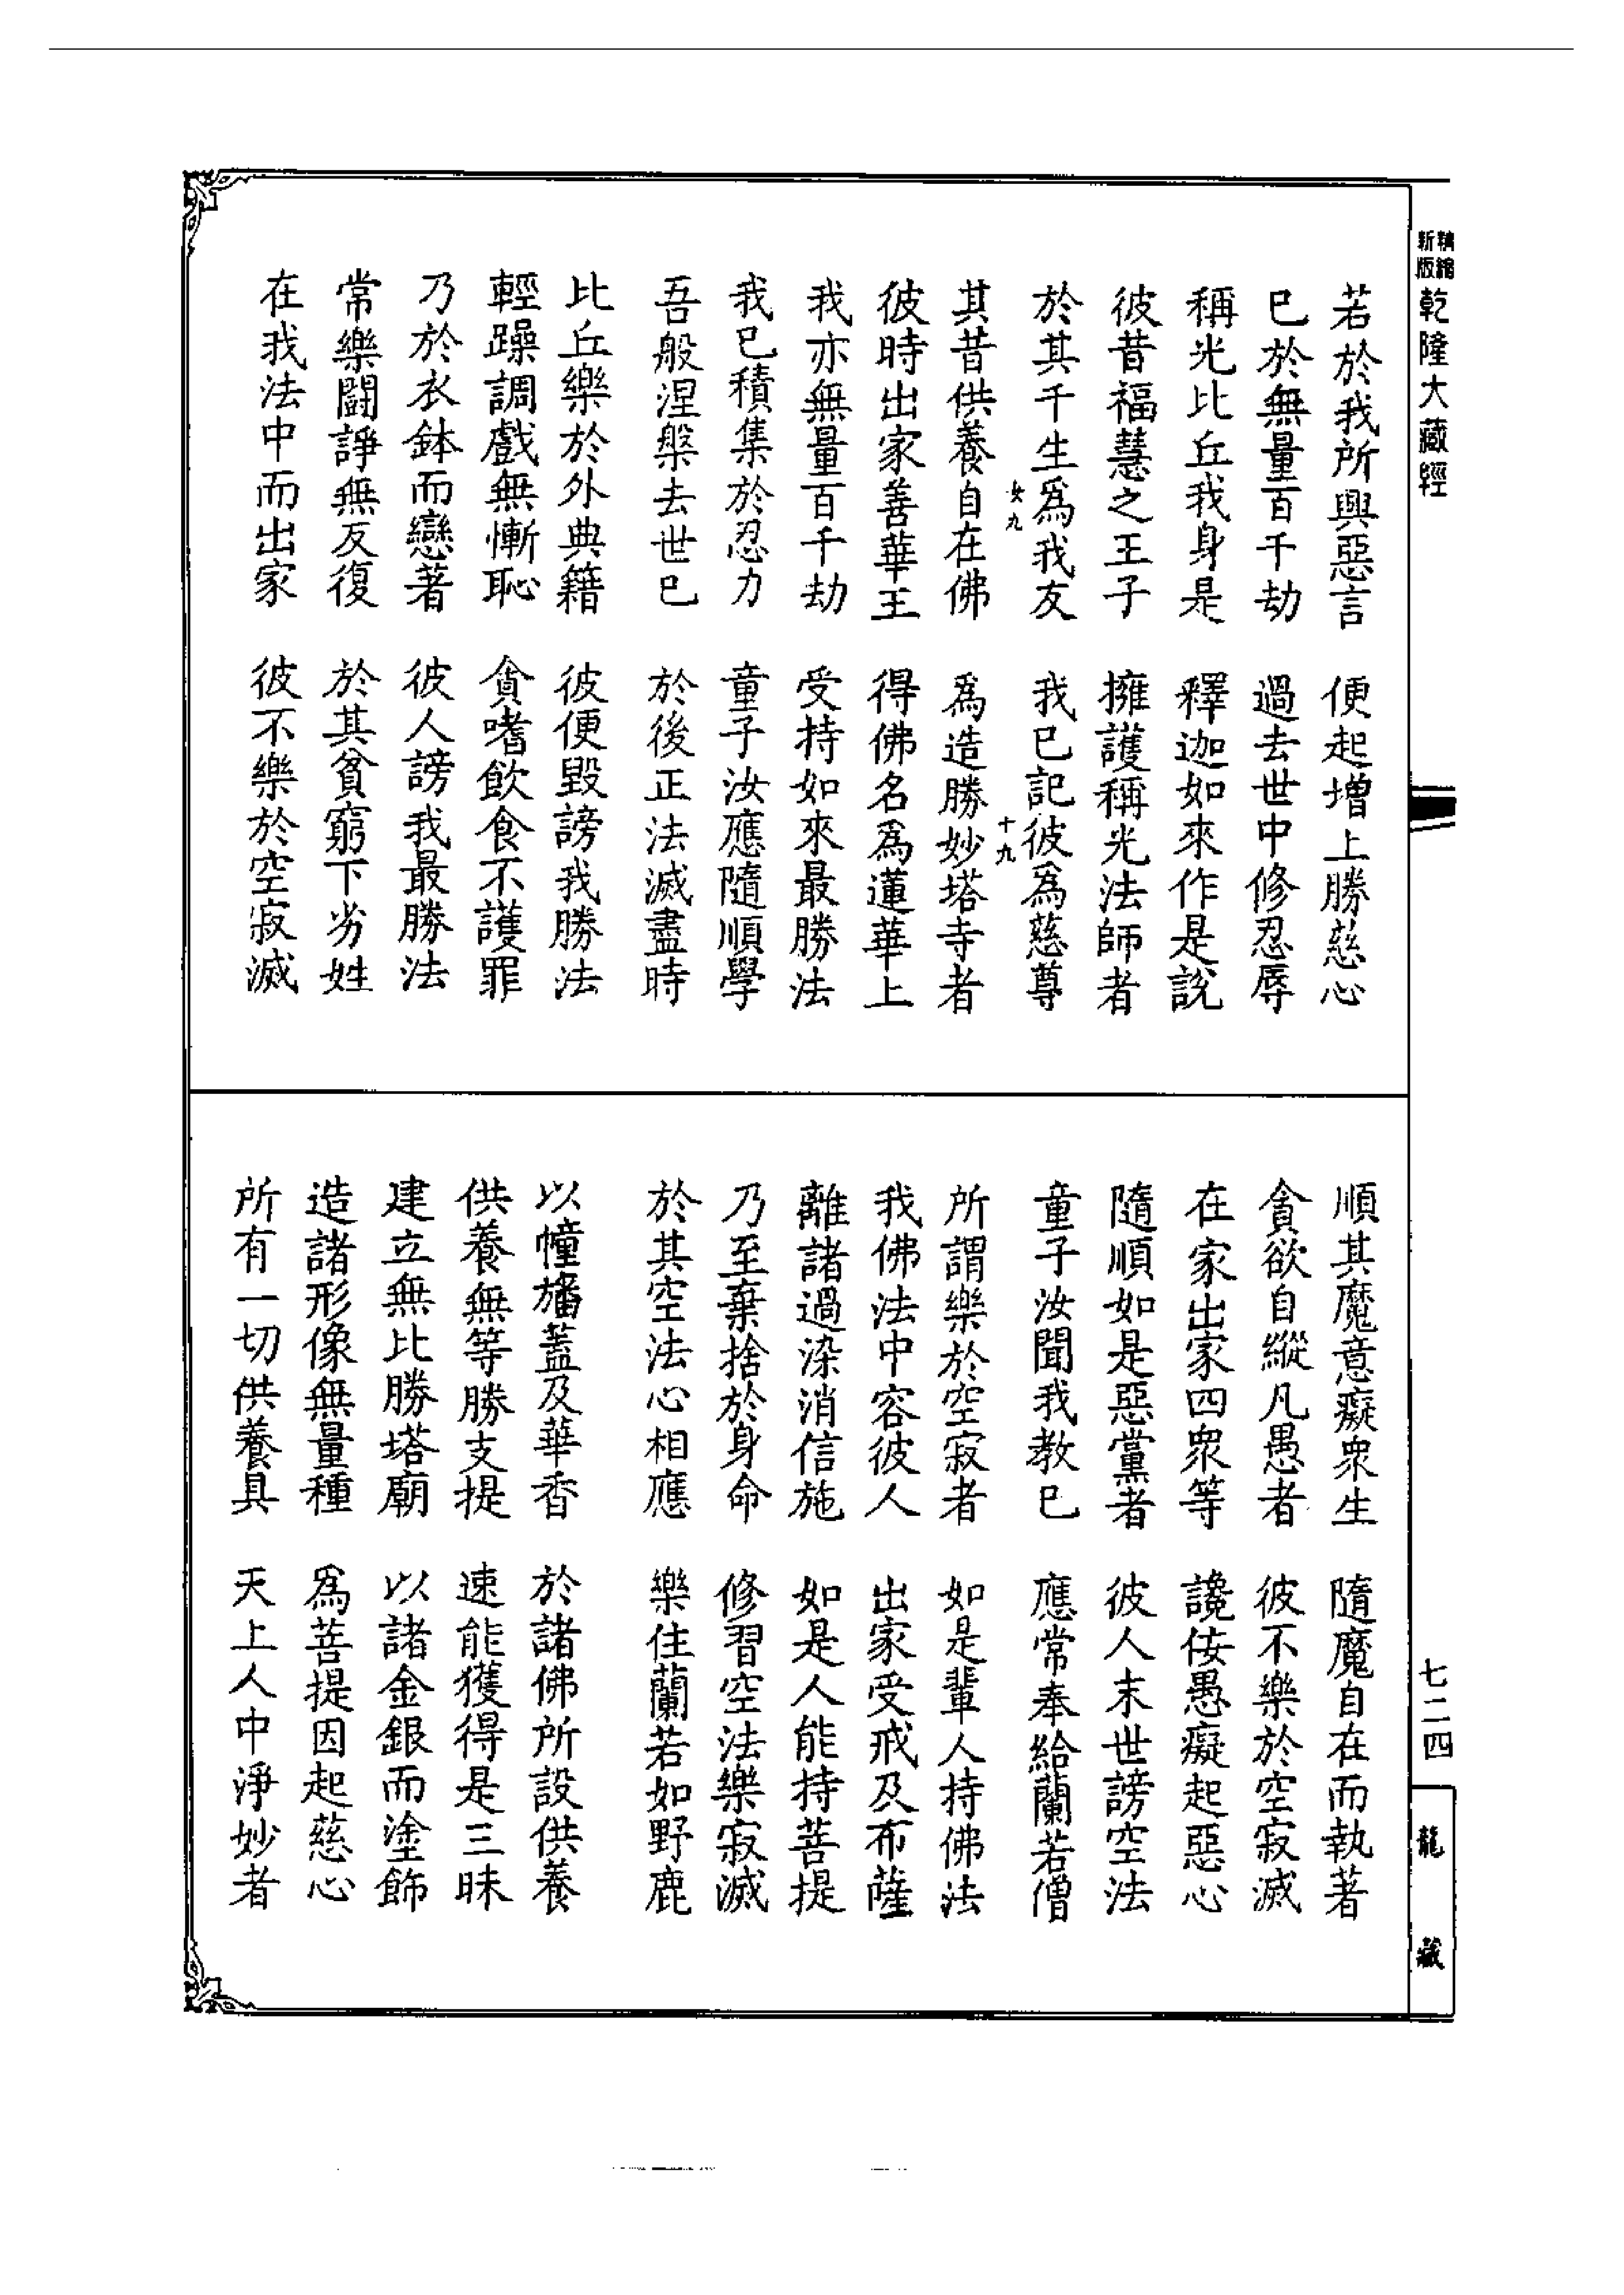 精縮
新版
乾隆大藏經
若於我所興惡言　便起增上勝慈心
已於無量百千劫　過去世中修忍辱
稱光比丘我身是　釋迦如來作是說
彼昔福慧之王子　擁護稱光法師者
於其千生為我友　我已記彼為慈尊
女九　十九
其昔供養自在佛　為造勝妙塔寺者
彼時出家善華王　得佛名為蓮華上
我亦無量百千劫　受持如來最勝法
我已積集於忍力　童子汝應隨順學
吾般涅槃去世已　於後正法滅盡時
比丘樂於外典籍　彼便毀謗我勝法
輕躁調戲無慚恥　貪嗜飲食不護罪
乃於衣鉢而戀著　彼人謗我最勝法
常樂鬪諍無反復　於其貧窮下劣姓
在我法中而出家　彼不樂於空寂滅
順其魔意癡眾生　隨魔自在而執著
貪欲自縱凡愚者　彼不樂於空寂滅
在家出家四眾等　讒佞愚癡起惡心
隨順如是惡黨者　彼人末世謗空法
童子汝聞我教已　應常奉給蘭若僧
所謂樂於空寂者　如是輩人持佛法
我佛法中容彼人　出家受戒及布薩
離諸過染消信施　如是人能持菩提
乃至棄捨於身命　修習空法樂寂滅
於其空法心相應　樂住蘭若如野鹿
以幢旛蓋及華香　於諸佛所設供養
供養無等勝支提　速能獲得是三昧
建立無比勝塔廟　以諸金銀而塗飾
造諸形像無量種　為菩提因起慈心
所有一切供養具　天上人中淨妙者
七二四
龍藏